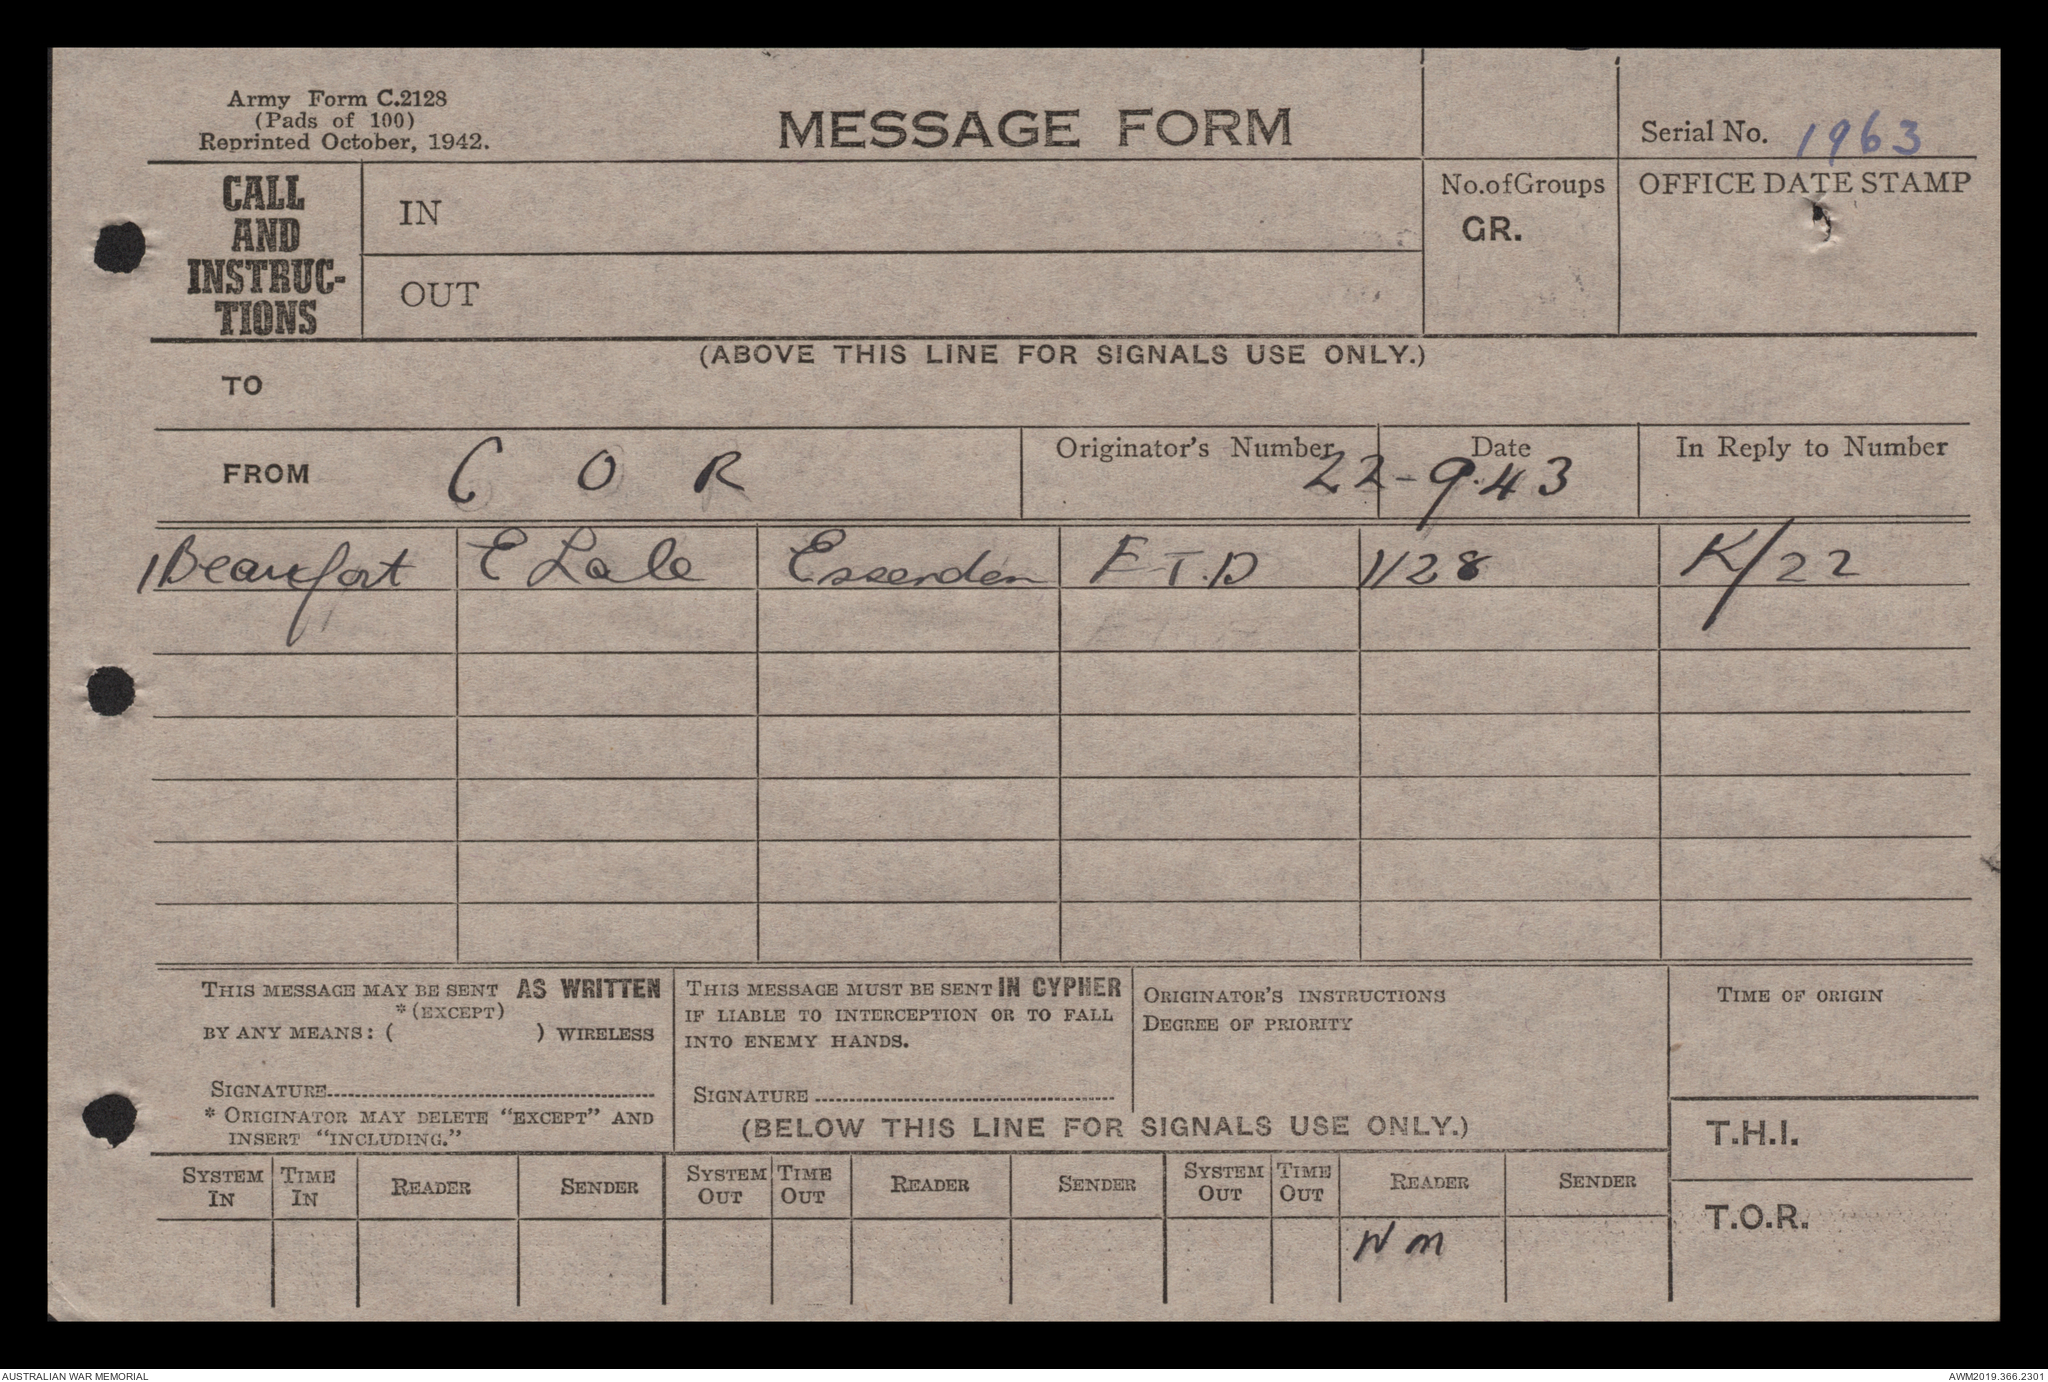 Army Form C.2128
(Pads of 100)
Reprinted October, 1942.
MESSAGE FORM
Serial No. 1963
CALL
AND
INSTRUC-
TIONS
IN
OUT
No. of Groups
GR.
OFFICE DATE STAMP
(ABOVE THIS LINE FOR SIGNALS USE ONLY.)
TO
FROM C O R
Originator's Number
Date
22-9.43
In Reply to Number
1 Beaufort E Sale Essendon F T.D 1128 K/22
THIS MESSAGE MAY BE SENT AS WRITTEN
*(EXCEPT)
BY ANY MEANS: ( ) WIRELESS
SIGNATURE
* ORIGINATOR MAY DELETE "EXCEPT" AND
INSERT "INCLUDING."
THIS MESSAGE MUST BE SENT IN CYPHER
IF LIABLE TO INTERCEPTION OR TO FALL
INTO ENEMY HANDS.
SIGNATURE
ORIGINATOR'S INSTRUCTIONS
DEGREE OF PRIORITY
TIME OF ORIGIN
(BELOW THIS LINE FOR SIGNALS USE ONLY.)
T.H.I.
T.O.R.
SYSTEM IN
TIME IN
READER
SENDER
SYSTEM OUT
TIME OUT
READER
SENDER
SYSTEM OUT
TIME OUT
READER
SENDER
AUSTRALIAN WAR MEMORIAL
AWM2019.366.2301